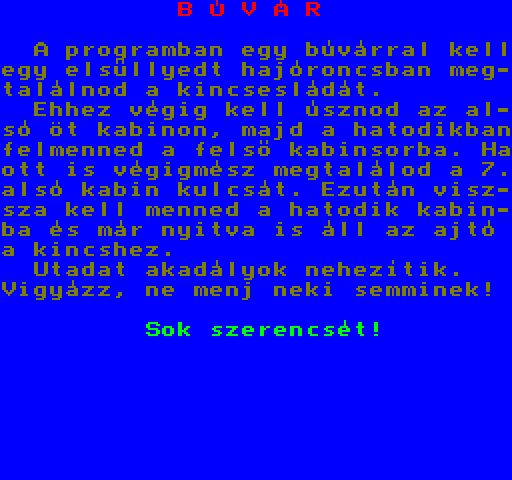 B Ú V Á R
A programban egy búvárral kell
egy elsüllyedt hajóroncsban meg-
találnod a kincsesládát.
Ehhez végig kell úsznod az al-
só öt kabinon, majd a hatodikban
felmenned a felső kabinsorba. Ha
ott is végigmész megtalálod a 7.
alsó kabin kulcsát. Ezután visz-
sza kell menned a hatodik kabin-
ba és már nyitva is áll az ajtó
a kincshez.
Utadat akadályok nehezítik.
Vigyázz, ne menj neki semminek!
Sok szerencsét!